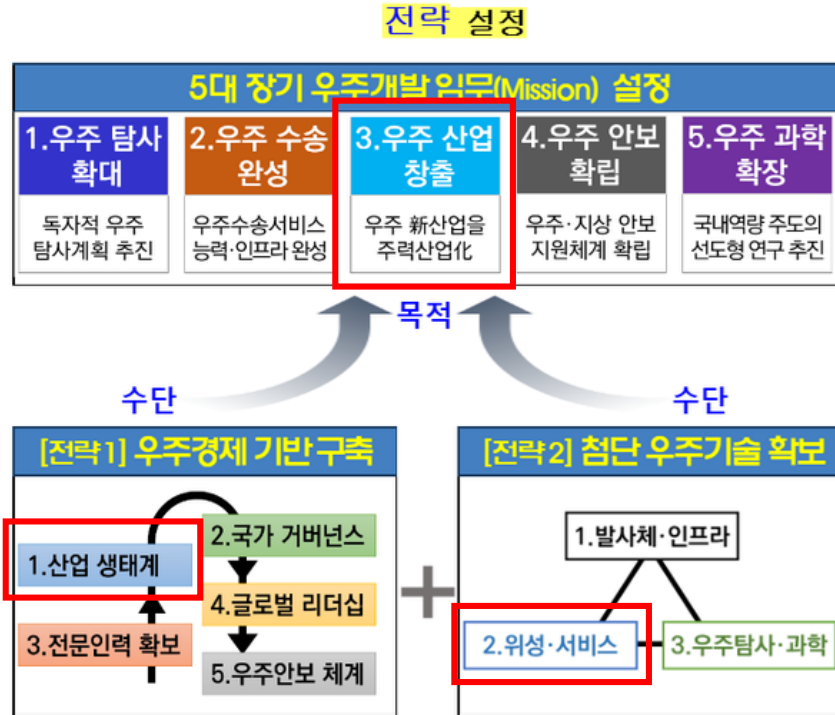 전략 설정
5대 장기 우주개발 임무(Mission) 설정
1.우주 탐사
확대
독자적 우주
탐사계획 추진
2.우주 수송
완성
우주수송서비스
능력·인프라 완성
3.우주 산업
창출
우주 新산업을
주력산업化
4.우주 안보
확립
우주·지상 안보
지원체계 확립
5.우주 과학
확장
국내역량 주도의
선도형 연구 추진
목적
수단
수단
[전략1] 우주경제 기반 구축
1.산업 생태계
2.국가 거버넌스
3.전문인력 확보
4.글로벌 리더십
5.우주안보 체계
+
[전략2] 첨단 우주기술 확보
1.발사체·인프라
2.위성·서비스
3.우주탐사·과학